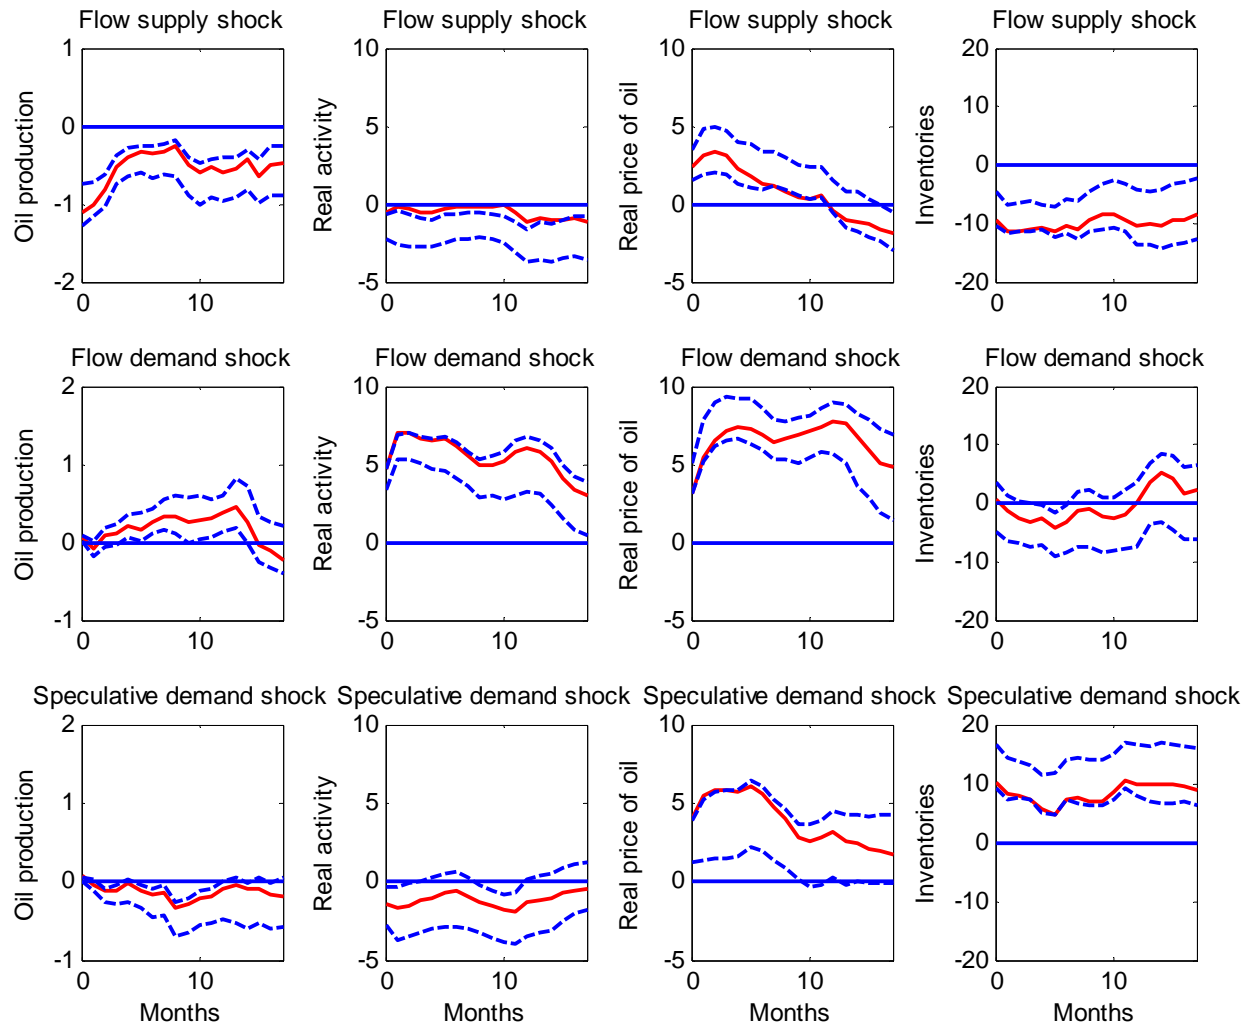 Flow supply shock
Flow supply shock
Flow supply shock
Flow supply shock
1
0
-1
-2
0
10
Oil production
10
5
0
-5
0
10
Real activity
10
5
0
5
0
10
Real price of oil
20
10
0
-10
-20
0
10
Inventories
Flow demand shock
Flow demand shock
Flow demand shock
Flow demand shock
2
1
0
-1
0
10
Oil production
10
5
0
-5
0
10
Real activity
10
5
0
-5
0
10
Real price of oil
20
10
0
-10
-20
0
10
Inventories
Speculative demand shock
Speculative demand shock
Speculative demand shock
Speculative demand shock
2
1
0
-1
0
10
Oil production
Months
10
5
0
-5
0
10
Real activity
Months
10
5
0
-5
0
10
Real price of oil
Months
20
10
0
-10
-20
0
10
Inventories
Months